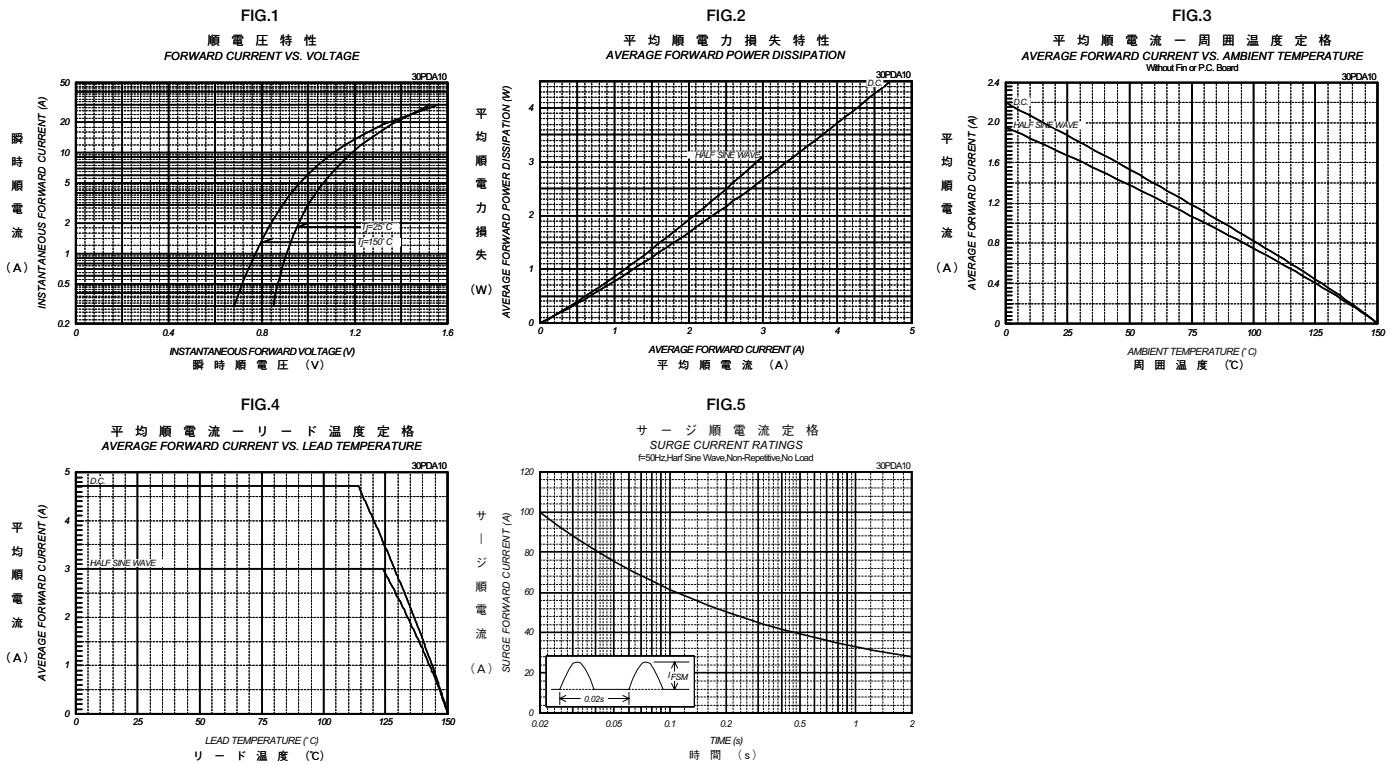 FIG.1
順電圧特性
FORWARD CURRENT VS. VOLTAGE
30PDA10
瞬時順電流 (A)
INSTANTANEOUS FORWARD CURRENT (A)
50
20
10
5
2
1
0.5
0.2
Tj=25°C
Tj=150°C
0 0.4 0.8 1.2 1.6
INSTANTANEOUS FORWARD VOLTAGE (V)
瞬時順電圧 (V)
FIG.2
平均順電力損失特性
AVERAGE FORWARD POWER DISSIPATION
30PDA10
平均順電力損失 (W)
AVERAGE FORWARD POWER DISSIPATION (W)
D.C.
HALF SINE WAVE
4
3
2
1
0
0 1 2 3 4 5
AVERAGE FORWARD CURRENT (A)
平均順電流 (A)
FIG.3
平均順電流ー周囲温度定格
AVERAGE FORWARD CURRENT VS. AMBIENT TEMPERATURE
Without Fin or P.C. Board
30PDA10
平均順電流 (A)
AVERAGE FORWARD CURRENT (A)
2.4
D.C.
2.0
HALF SINE WAVE
1.6
1.2
0.8
0.4
0
0 25 50 75 100 125 150
AMBIENT TEMPERATURE (°C)
周囲温度 (℃)
FIG.4
平均順電流ーリード温度定格
AVERAGE FORWARD CURRENT VS. LEAD TEMPERATURE
30PDA10
平均順電流 (A)
AVERAGE FORWARD CURRENT (A)
5
D.C.
4
3
HALF SINE WAVE
2
1
0
0 25 50 75 100 125 150
LEAD TEMPERATURE (°C)
リード温度 (℃)
FIG.5
サージ順電流定格
SURGE CURRENT RATINGS
f=50Hz,Harf Sine Wave,Non-Repetitive,No Load
30PDA10
サージ順電流 (A)
SURGE FORWARD CURRENT (A)
120
100
80
60
40
20
0
IFSM
0.02s
0.02 0.05 0.1 0.2 0.5 1 2
TIME (s)
時間 (s)